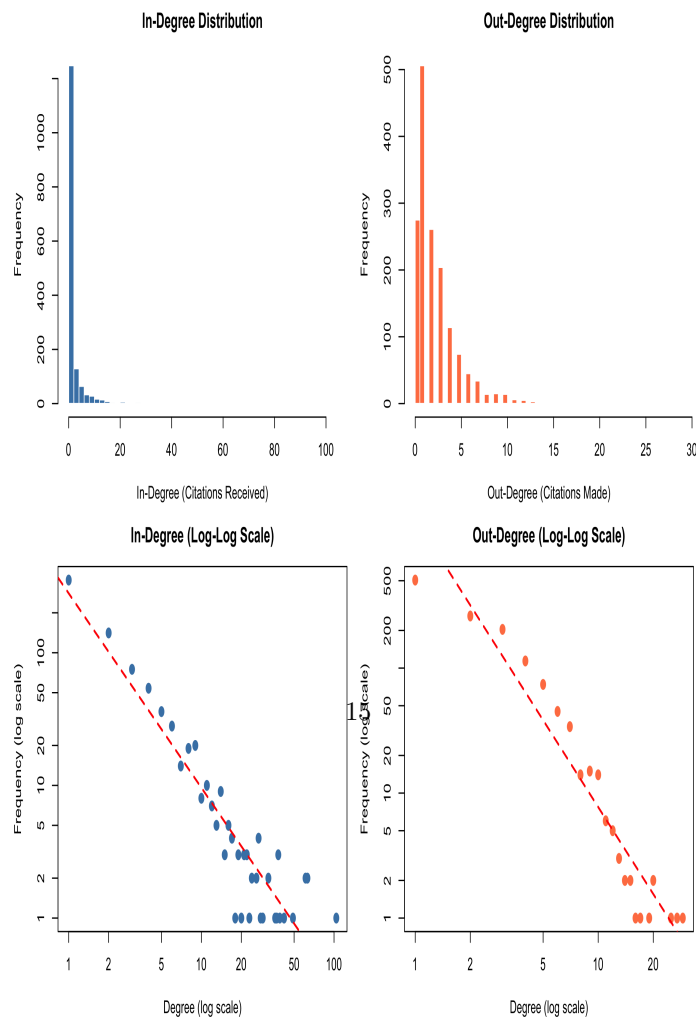 In-Degree Distribution
Frequency
0
200
400
600
800
1000
0 20 40 60 80 100
In-Degree (Citations Received)
Out-Degree Distribution
Frequency
0
100
200
300
400
500
0 5 10 15 20 25 30
Out-Degree (Citations Made)
In-Degree (Log-Log Scale)
Frequency (log scale)
1
2
5
10
20
50
100
1 2 5 10 20 50 100
Degree (log scale)
15
Out-Degree (Log-Log Scale)
Frequency (log scale)
1
2
5
10
20
50
200
500
1 2 5 10 20
Degree (log scale)